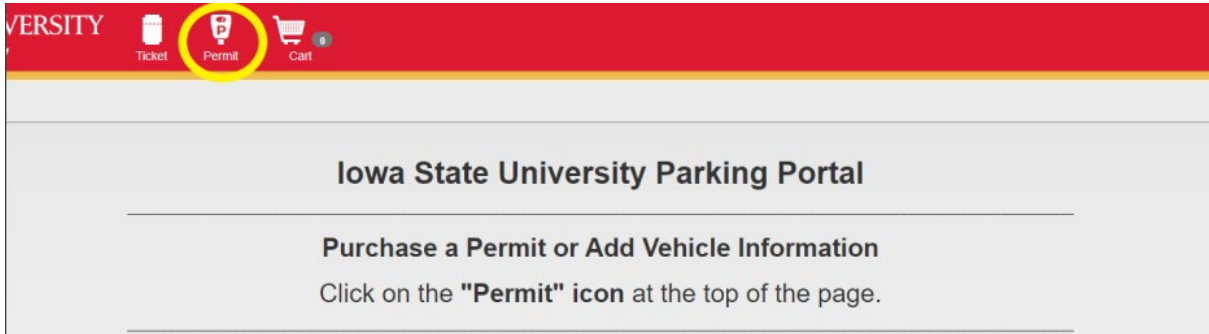 VERSITY
Ticket
P
Permit
Cart
0
Iowa State University Parking Portal
Purchase a Permit or Add Vehicle Information
Click on the "Permit" icon at the top of the page.